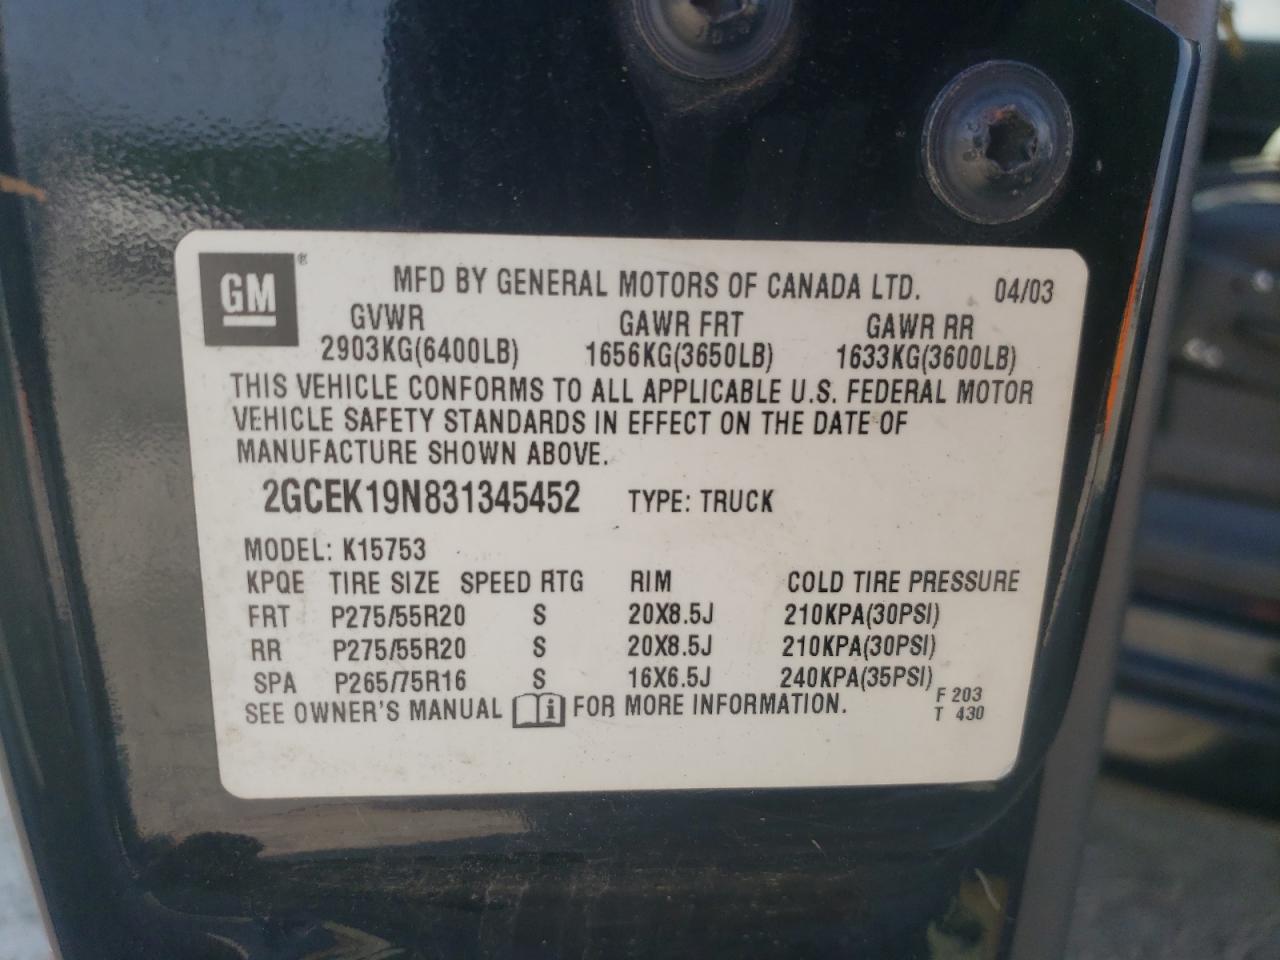 GM® MFD BY GENERAL MOTORS OF CANADA LTD. 04/03
GVWR GAWR FRT GAWR RR
2903KG(6400LB) 1656KG(3650LB) 1633KG(3600LB)
THIS VEHICLE CONFORMS TO ALL APPLICABLE U.S. FEDERAL MOTOR
VEHICLE SAFETY STANDARDS IN EFFECT ON THE DATE OF
MANUFACTURE SHOWN ABOVE.
2GCEK19N831345452 TYPE: TRUCK
MODEL: K15753
KPQE TIRE SIZE SPEED RTG RIM COLD TIRE PRESSURE
FRT P275/55R20 S 20X8.5J 210KPA(30PSI)
RR P275/55R20 S 20X8.5J 210KPA(30PSI)
SPA P265/75R16 S 16X6.5J 240KPA(35PSI)
SEE OWNER'S MANUAL i FOR MORE INFORMATION.
F 203
T 430